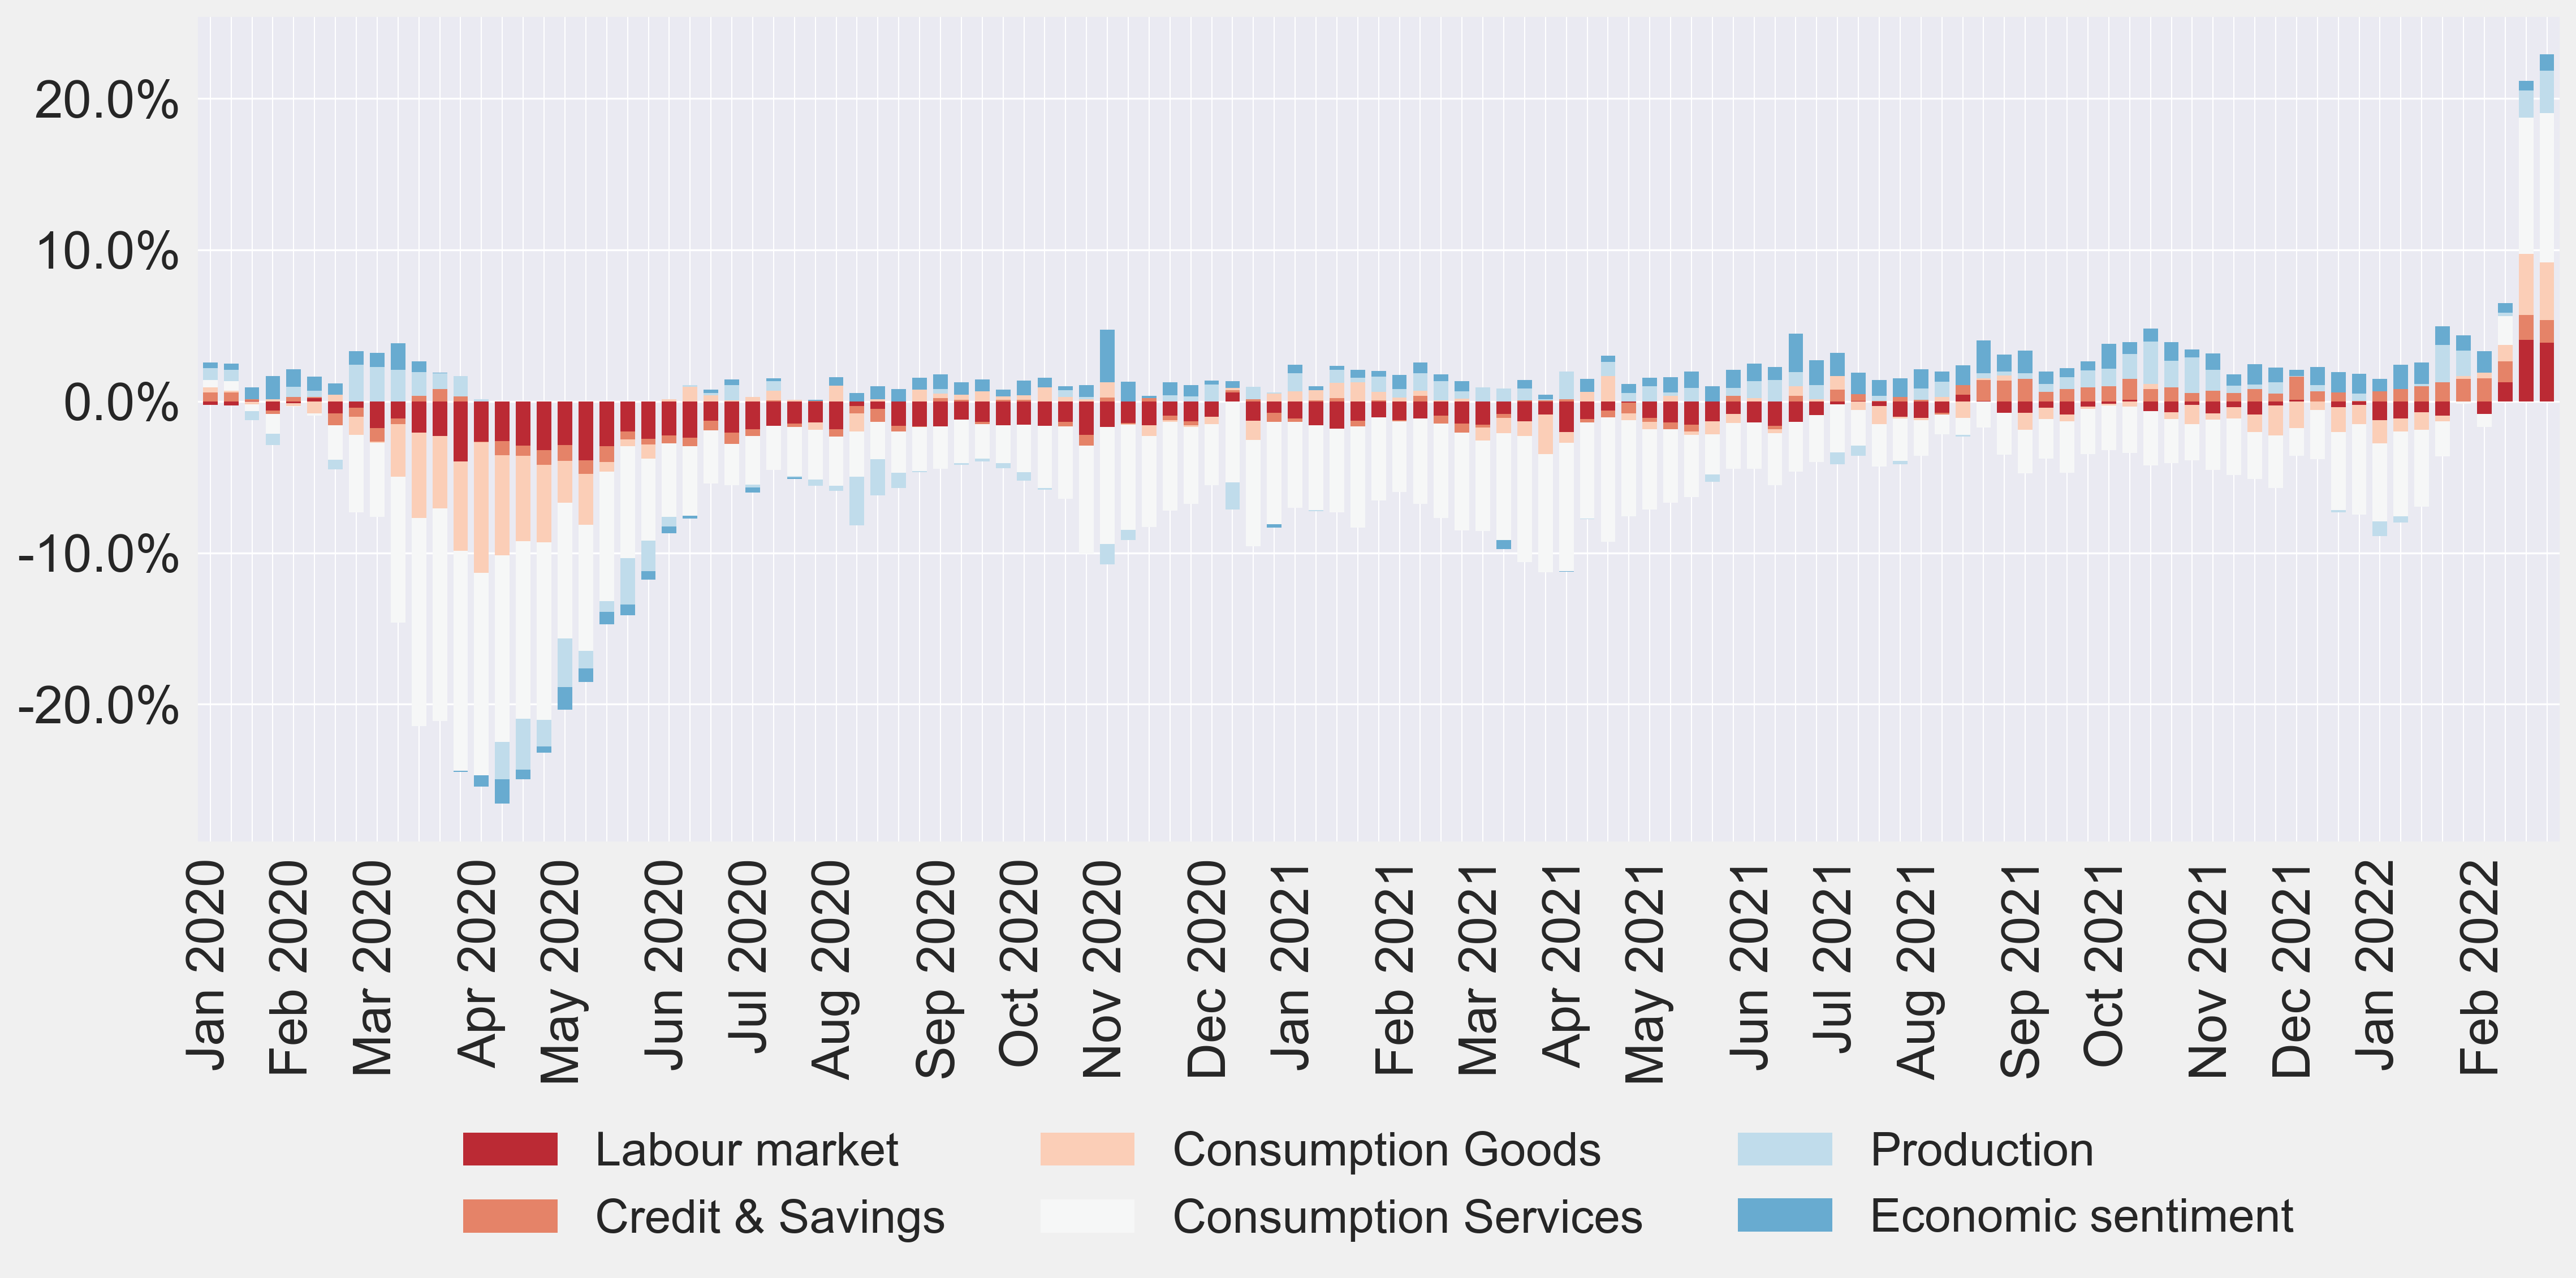 20.0%
10.0%
0.0%
-10.0%
-20.0%
Jan 2020
Feb 2020
Mar 2020
Apr 2020
May 2020
Jun 2020
Jul 2020
Aug 2020
Sep 2020
Oct 2020
Nov 2020
Dec 2020
Jan 2021
Feb 2021
Mar 2021
Apr 2021
May 2021
Jun 2021
Jul 2021
Aug 2021
Sep 2021
Oct 2021
Nov 2021
Dec 2021
Jan 2022
Feb 2022
Labour market
Consumption Goods
Production
Credit & Savings
Consumption Services
Economic sentiment